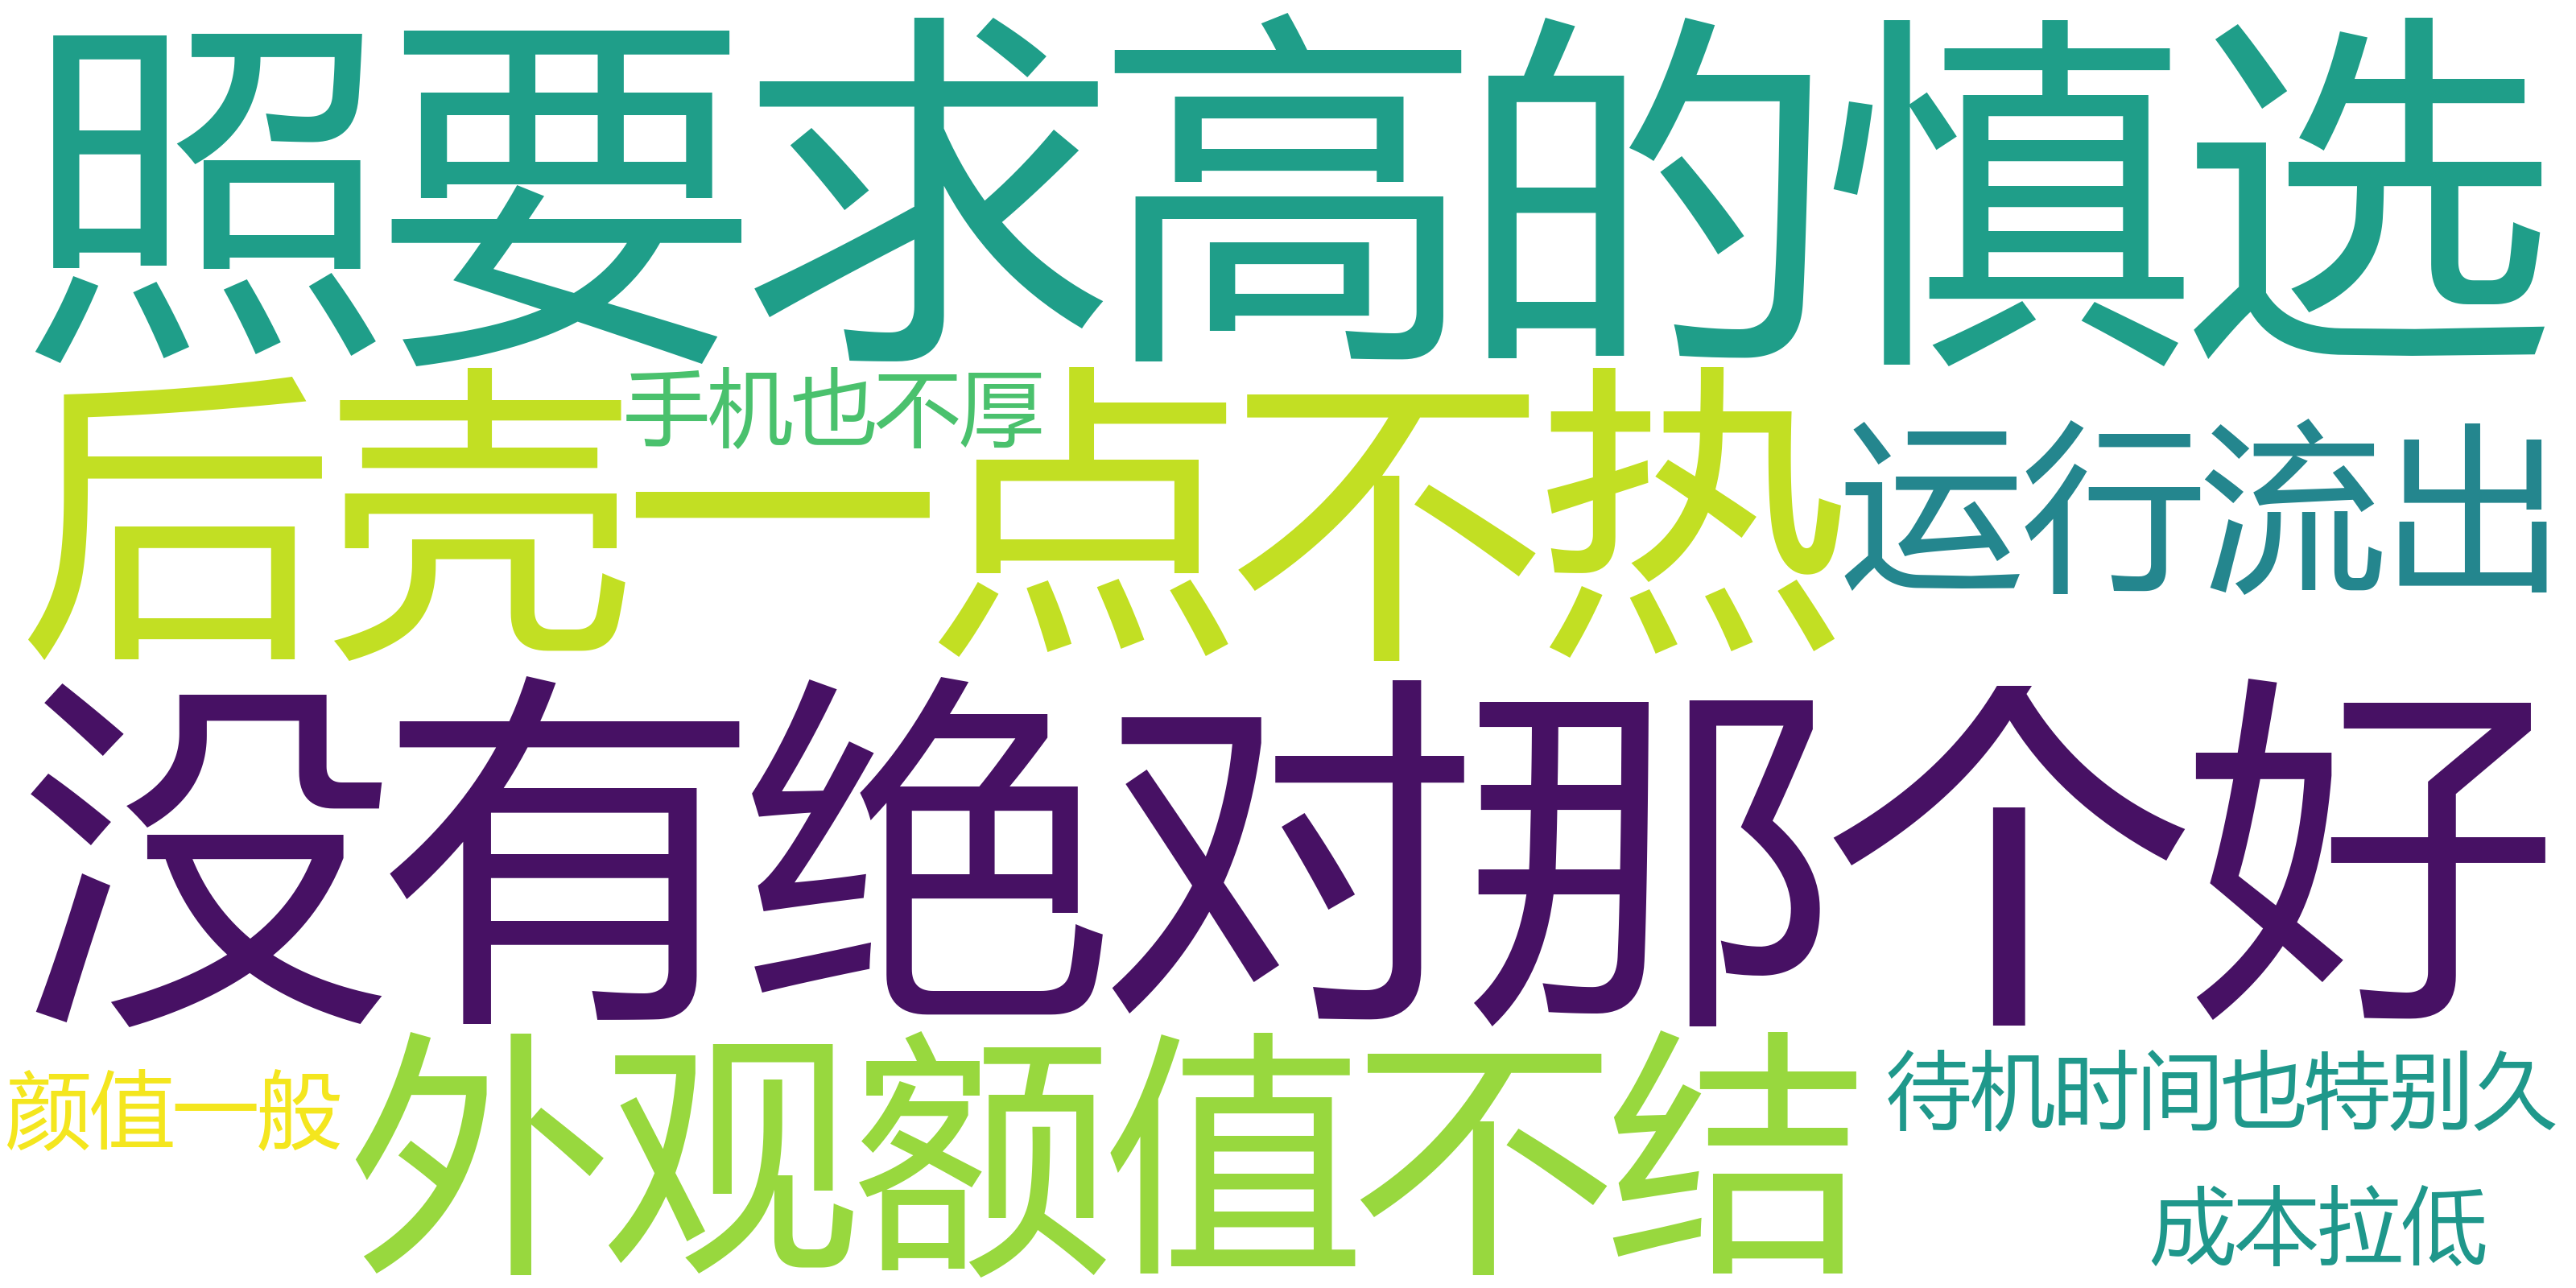 照要求高的慎选
手机也不厚
后壳一点不热
运行流出
没有绝对那个好
颜值一般
外观额值不结
待机时间也特别久
成本拉低